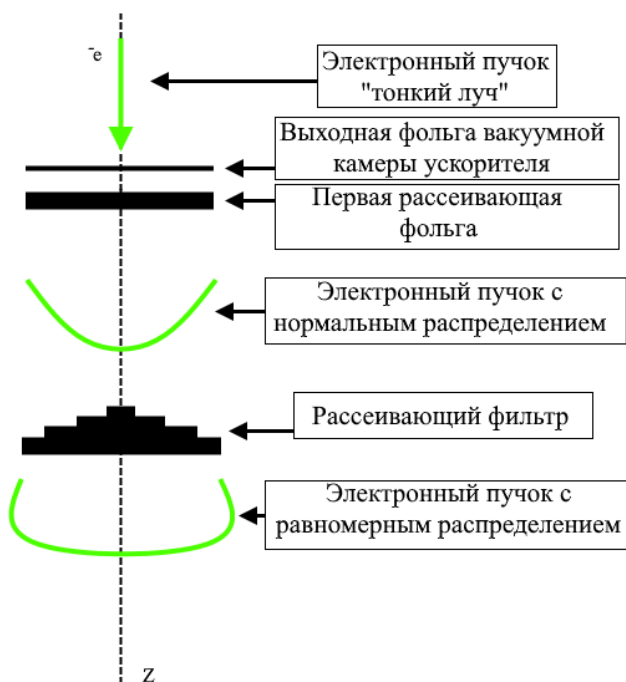 -e
Электронный пучок
"тонкий луч"
Выходная фольга вакуумной
камеры ускорителя
Первая рассеивающая
фольга
Электронный пучок с
нормальным распределением
Рассеивающий фильтр
Электронный пучок с
равномерным распределением
Z